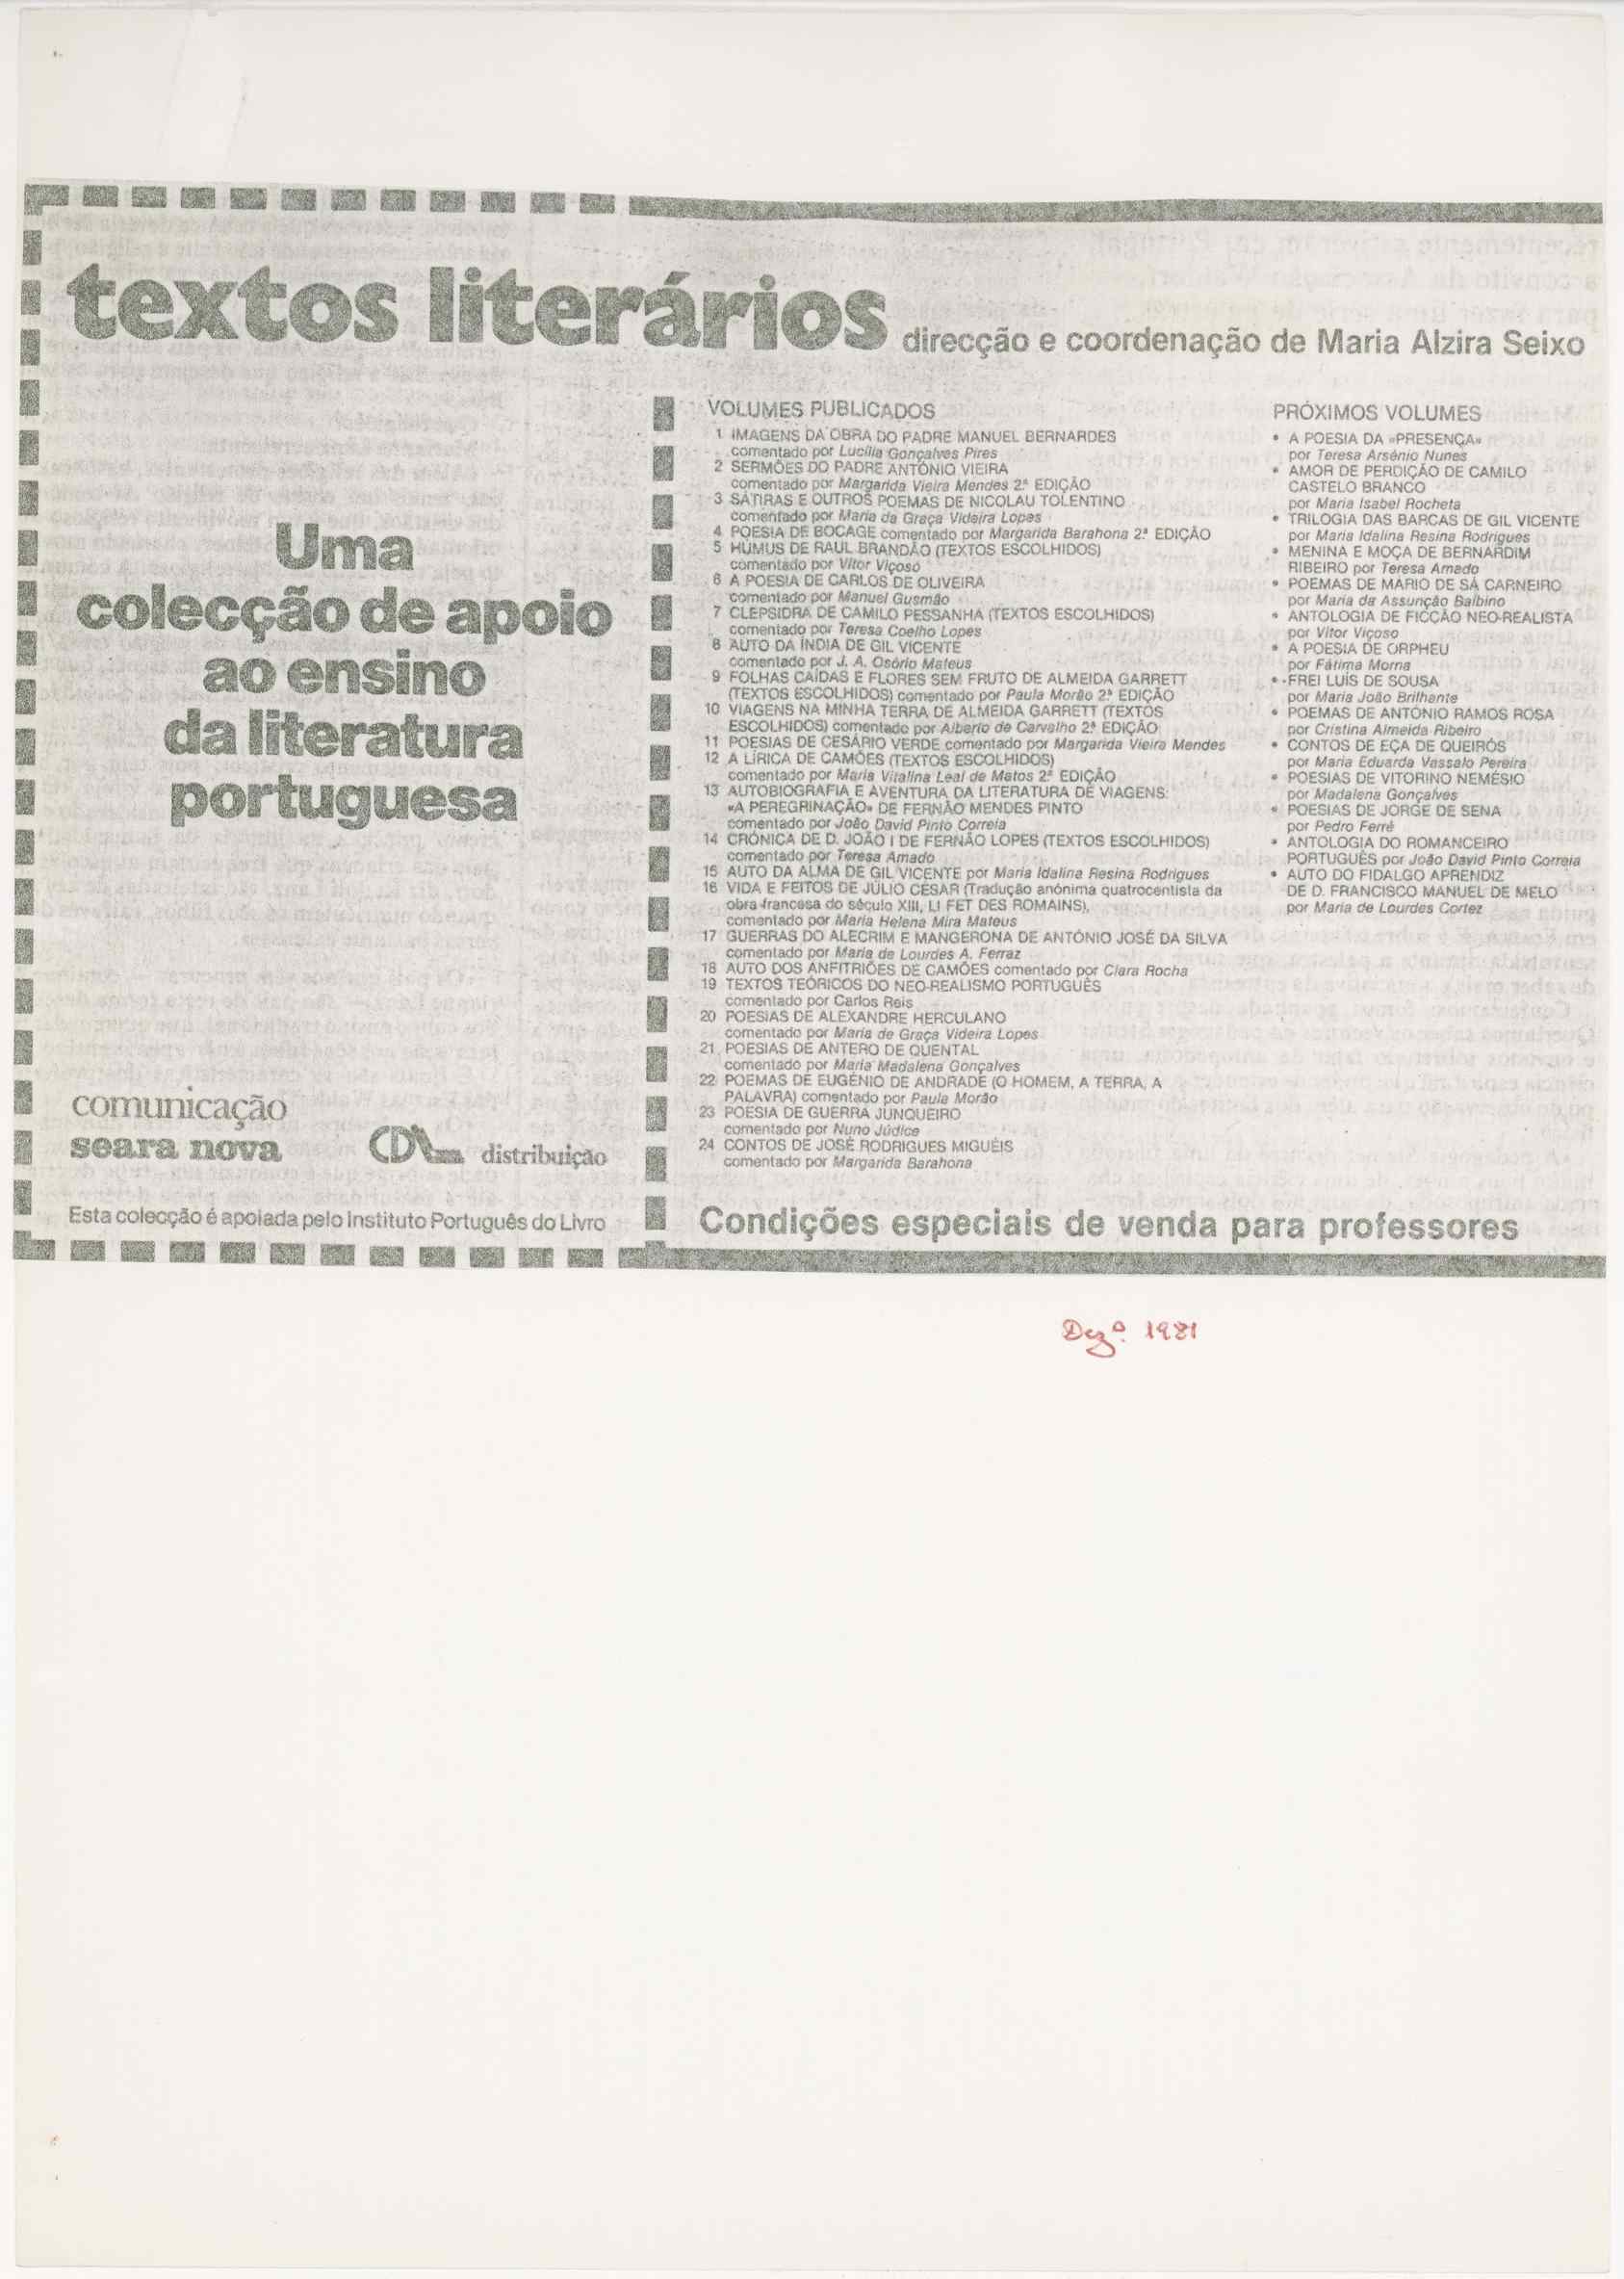 textos literários direcção e coordenação de Maria Alzira Seixo
Uma
colecção de apoio
ao ensino
da literatura
portuguesa
comunicação
seara nova
CDL distribuição
Esta colecção é apoiada pelo Instituto Português do Livro
VOLUMES PUBLICADOS
1 IMAGENS DA OBRA DO PADRE MANUEL BERNARDES
comentado por Lucília Gonçalves Pires
2 SERMÕES DO PADRE ANTÓNIO VIEIRA
comentado por Margarida Vieira Mendes 2.ª EDIÇÃO
3 SÁTIRAS E OUTROS POEMAS DE NICOLAU TOLENTINO
comentado por Maria da Graça Videira Lopes
4 POESIA DE BOCAGE comentado por Margarida Barahona 2.ª EDIÇÃO
5 HÚMUS DE RAUL BRANDÃO (TEXTOS ESCOLHIDOS)
comentado por Vítor Viçoso
6 A POESIA DE CARLOS DE OLIVEIRA
comentado por Manuel Gusmão
7 CLEPSIDRA DE CAMILO PESSANHA (TEXTOS ESCOLHIDOS)
comentado por Teresa Coelho Lopes
8 AUTO DA ÍNDIA DE GIL VICENTE
comentado por J. A. Osório Mateus
9 FOLHAS CAÍDAS E FLORES SEM FRUTO DE ALMEIDA GARRETT
(TEXTOS ESCOLHIDOS) comentado por Paula Morão 2.ª EDIÇÃO
10 VIAGENS NA MINHA TERRA DE ALMEIDA GARRETT (TEXTOS
ESCOLHIDOS) comentado por Alberto de Carvalho 2.ª EDIÇÃO
11 POESIAS DE CESÁRIO VERDE comentado por Margarida Vieira Mendes
12 A LÍRICA DE CAMÕES (TEXTOS ESCOLHIDOS)
comentado por Maria Vitalina Leal de Matos 2.ª EDIÇÃO
13 AUTOBIOGRAFIA E AVENTURA DA LITERATURA DE VIAGENS:
«A PEREGRINAÇÃO» DE FERNÃO MENDES PINTO
comentado por João David Pinto Correia
14 CRÓNICA DE D. JOÃO I DE FERNÃO LOPES (TEXTOS ESCOLHIDOS)
comentado por Teresa Amado
15 AUTO DA ALMA DE GIL VICENTE por Maria Idalina Resina Rodrigues
16 VIDA E FEITOS DE JÚLIO CÉSAR (Tradução anónima quatrocentista da
obra francesa do século XIII, LI FET DES ROMAINS),
comentado por Maria Helena Mira Mateus
17 GUERRAS DO ALECRIM E MANGERONA DE ANTÓNIO JOSÉ DA SILVA
comentado por Maria de Lourdes A. Ferraz
18 AUTO DOS ANFITRIÕES DE CAMÕES comentado por Clara Rocha
19 TEXTOS TEÓRICOS DO NEO-REALISMO PORTUGUÊS
comentado por Carlos Reis
20 POESIAS DE ALEXANDRE HERCULANO
comentado por Maria de Graça Videira Lopes
21 POESIAS DE ANTERO DE QUENTAL
comentado por Maria Madalena Gonçalves
22 POEMAS DE EUGÉNIO DE ANDRADE (O HOMEM, A TERRA, A
PALAVRA) comentado por Paula Morão
23 POESIA DE GUERRA JUNQUEIRO
comentado por Nuno Júdice
24 CONTOS DE JOSÉ RODRIGUES MIGUÉIS
comentado por Margarida Barahona
PRÓXIMOS VOLUMES
• A POESIA DA «PRESENÇA»
por Teresa Arsénio Nunes
• AMOR DE PERDIÇÃO DE CAMILO
CASTELO BRANCO
por Maria Isabel Rocheta
• TRILOGIA DAS BARCAS DE GIL VICENTE
por Maria Idalina Resina Rodrigues
• MENINA E MOÇA DE BERNARDIM
RIBEIRO por Teresa Amado
• POEMAS DE MÁRIO DE SÁ CARNEIRO
por Maria da Assunção Balbino
• ANTOLOGIA DE FICÇÃO NEO-REALISTA
por Vítor Viçoso
• A POESIA DE ORPHEU
por Fátima Morna
• FREI LUÍS DE SOUSA
por Maria João Brilhante
• POEMAS DE ANTÓNIO RAMOS ROSA
por Cristina Almeida Ribeiro
• CONTOS DE EÇA DE QUEIRÓS
por Maria Eduarda Vassalo Pereira
• POESIAS DE VITORINO NEMÉSIO
por Madalena Gonçalves
• POESIAS DE JORGE DE SENA
por Pedro Ferré
• ANTOLOGIA DO ROMANCEIRO
PORTUGUÊS por João David Pinto Correia
• AUTO DO FIDALGO APRENDIZ
DE D. FRANCISCO MANUEL DE MELO
por Maria de Lourdes Cortez
Condições especiais de venda para professores
Dezº. 1981